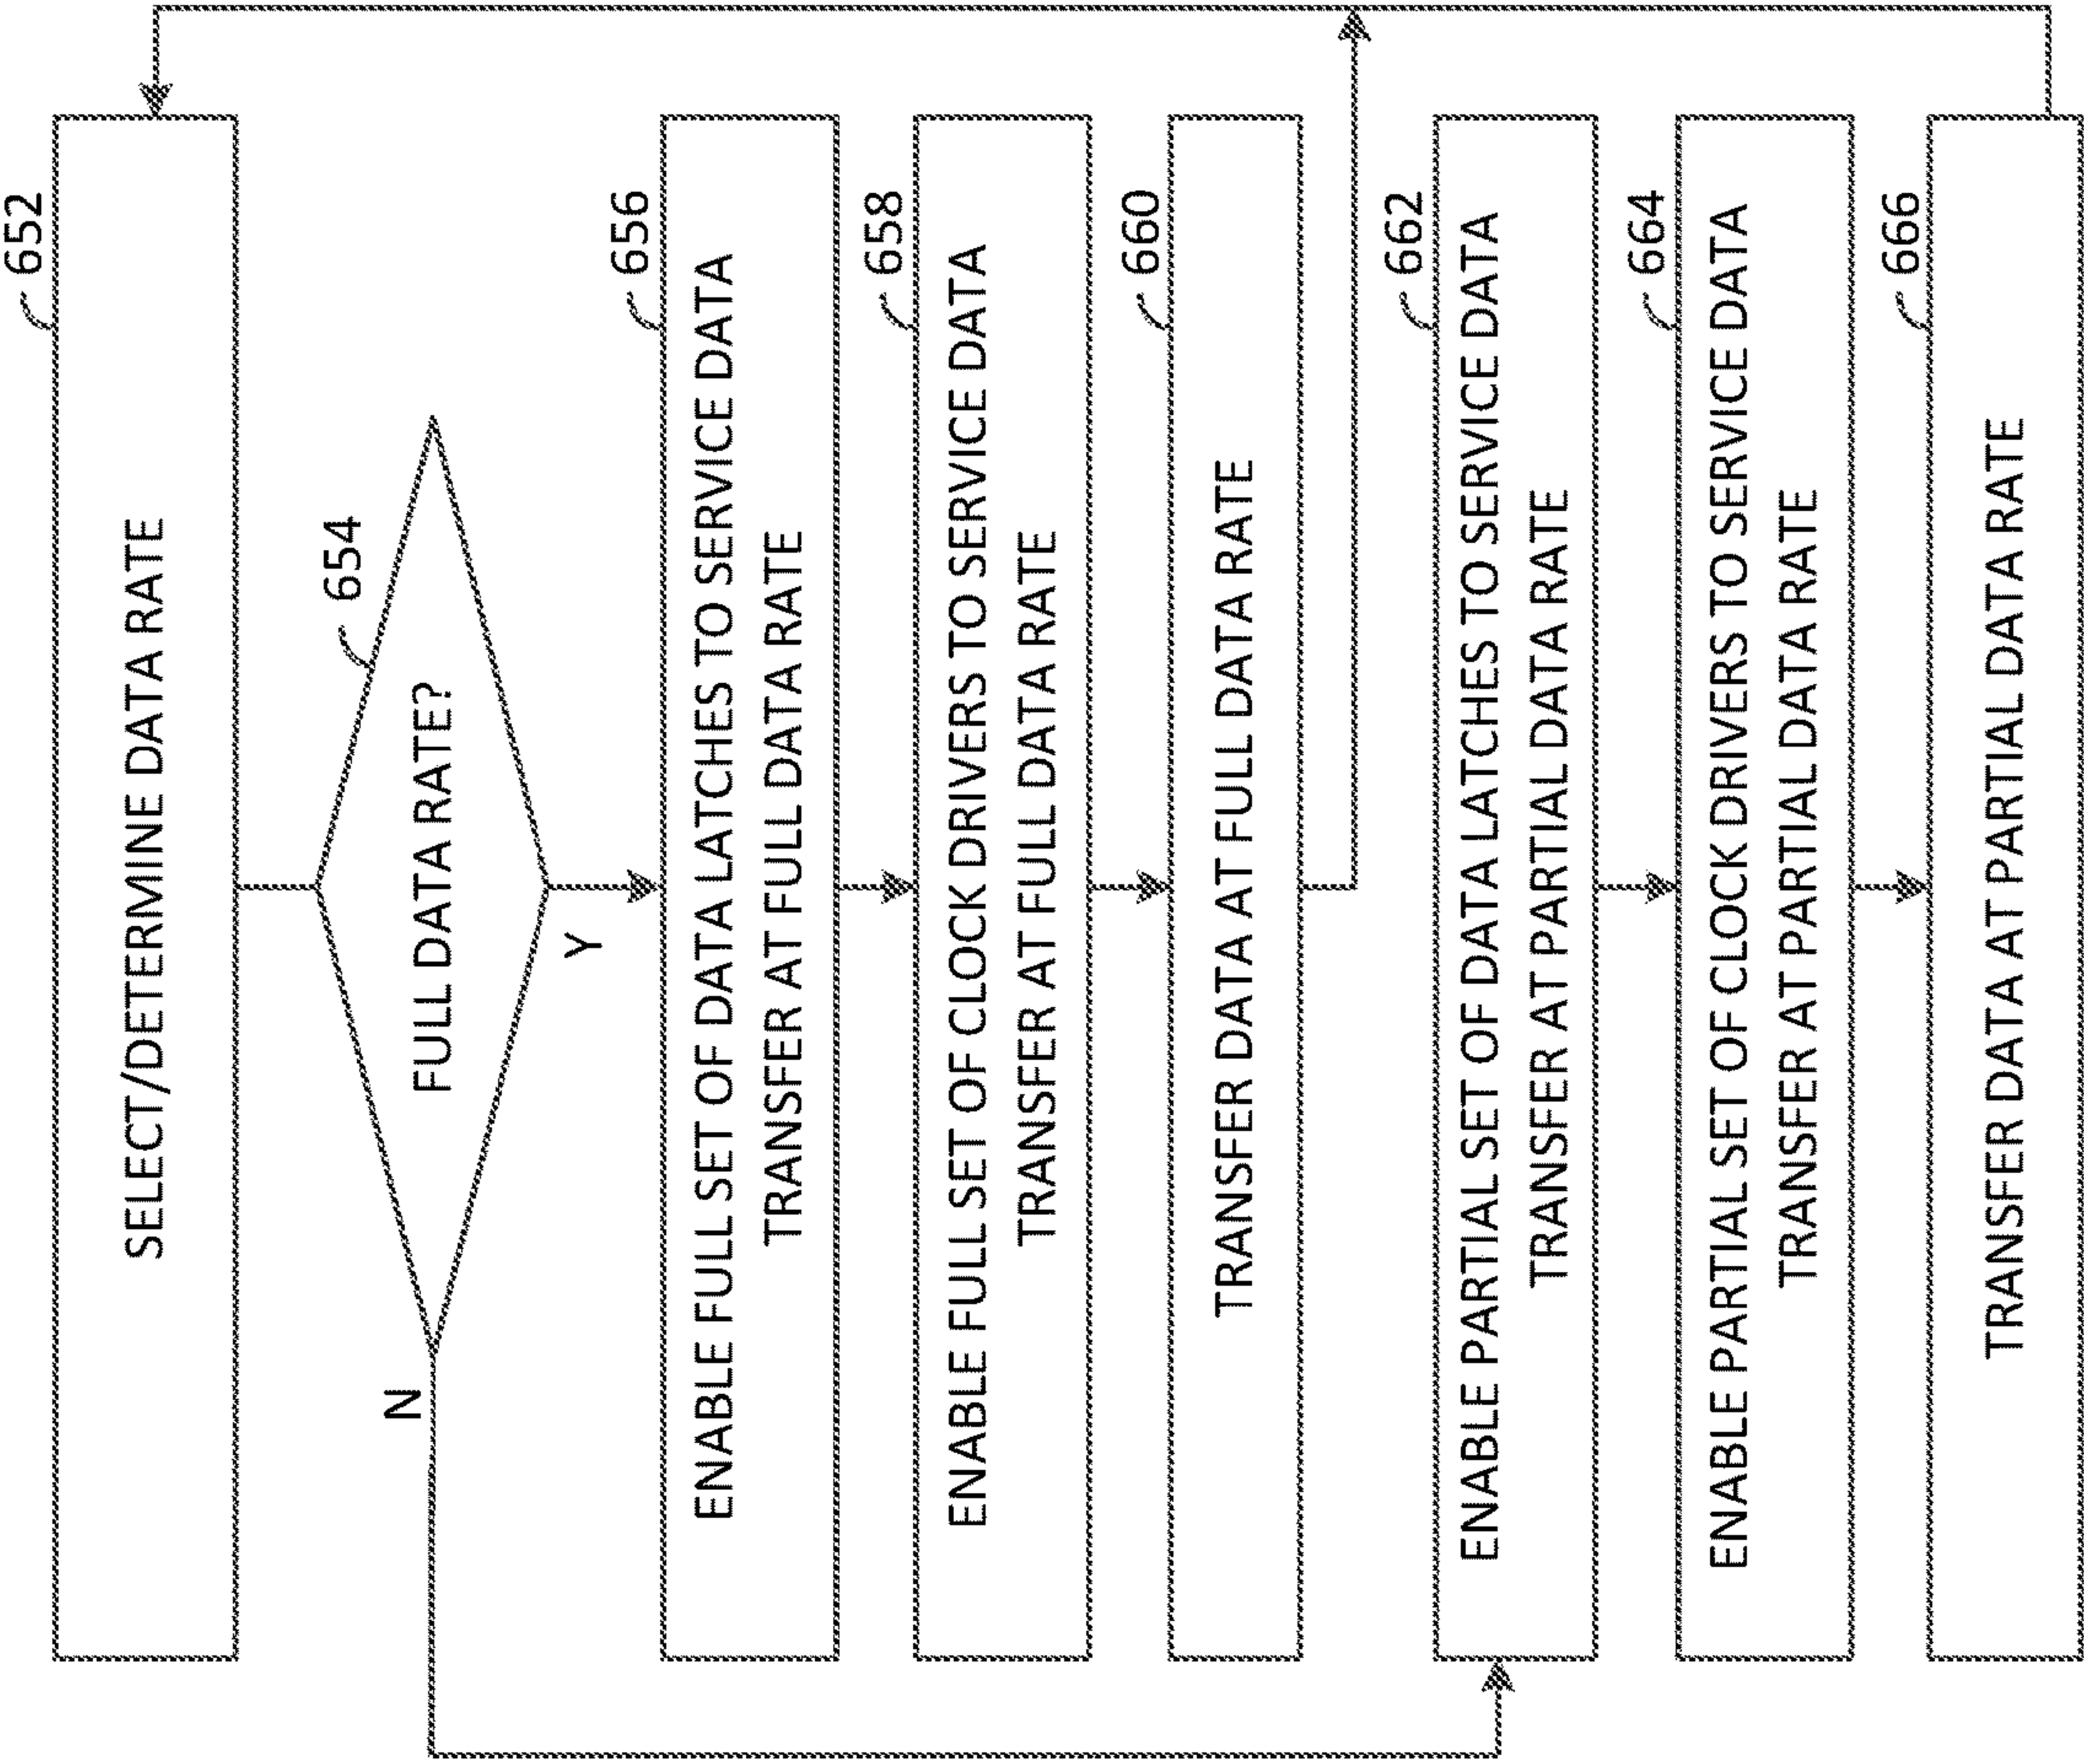 652
SELECT/DETERMINE DATA RATE
654
FULL DATA RATE?
N
Y
656
ENABLE FULL SET OF DATA LATCHES TO SERVICE DATA
TRANSFER AT FULL DATA RATE
658
ENABLE FULL SET OF CLOCK DRIVERS TO SERVICE DATA
TRANSFER AT FULL DATA RATE
660
TRANSFER DATA AT FULL DATA RATE
662
ENABLE PARTIAL SET OF DATA LATCHES TO SERVICE DATA
TRANSFER AT PARTIAL DATA RATE
664
ENABLE PARTIAL SET OF CLOCK DRIVERS TO SERVICE DATA
TRANSFER AT PARTIAL DATA RATE
666
TRANSFER DATA AT PARTIAL DATA RATE